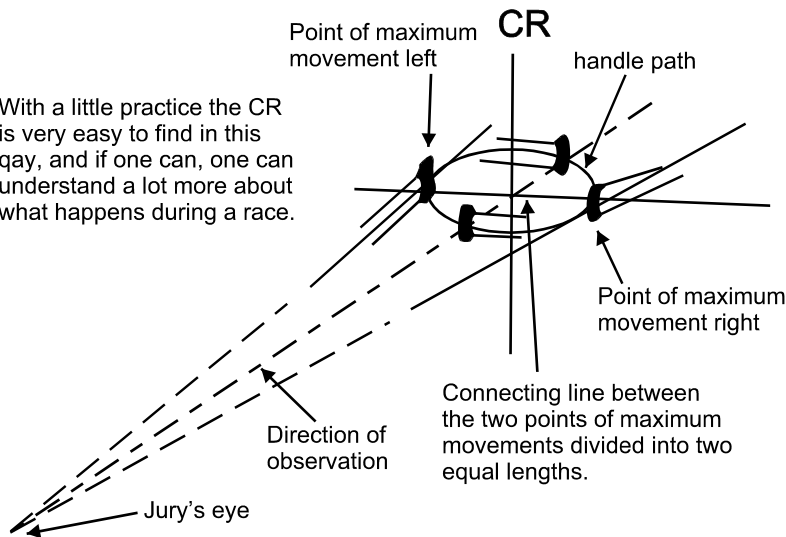 CR
Point of maximum
movement left
handle path
With a little practice the CR
is very easy to find in this
qay, and if one can, one can
understand a lot more about
what happens during a race.
Point of maximum
movement right
Connecting line between
the two points of maximum
movements divided into two
equal lengths.
Direction of
observation
Jury's eye